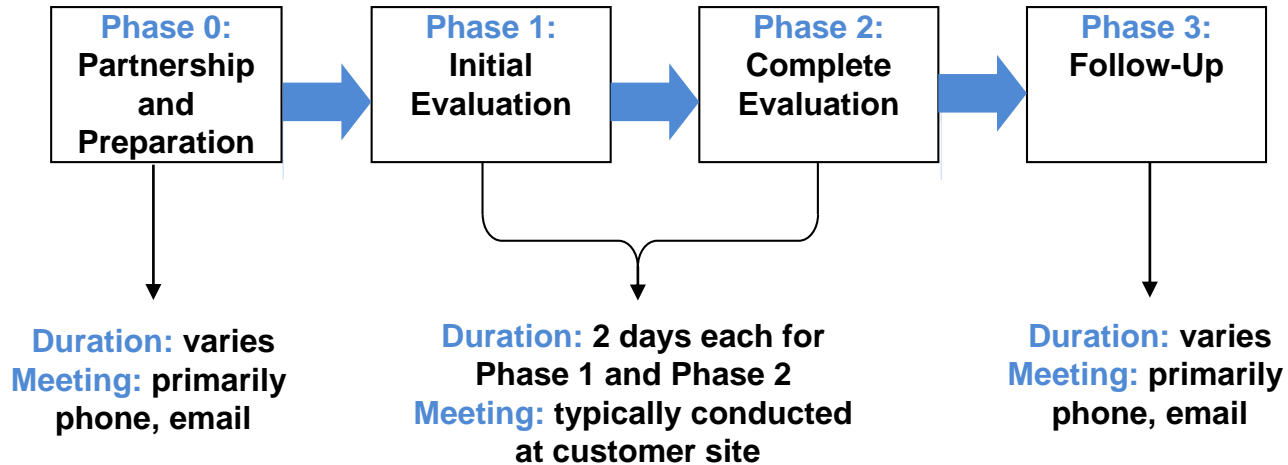 Phase 0:
Partnership
and
Preparation
Phase 1:
Initial
Evaluation
Phase 2:
Complete
Evaluation
Phase 3:
Follow-Up
Duration: varies
Meeting: primarily
phone, email
Duration: 2 days each for
Phase 1 and Phase 2
Meeting: typically conducted
at customer site
Duration: varies
Meeting: primarily
phone, email